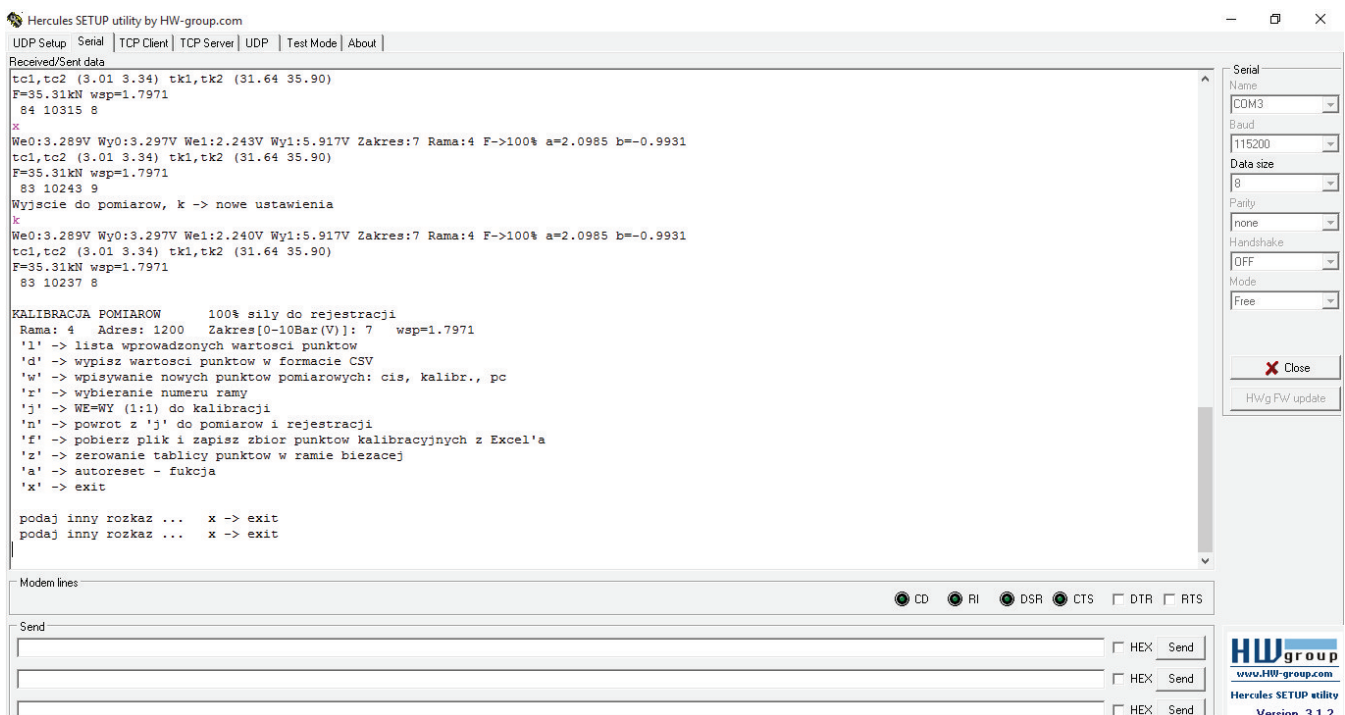 Hercules SETUP utility by HW-group.com
UDP Setup Serial TCP Client TCP Server UDP Test Mode About
Received/Sent data
tc1,tc2 (3.01 3.34) tk1,tk2 (31.64 35.90)
F=35.31kN wsp=1.7971
84 10315 8
x
We0:3.289V Wy0:3.297V We1:2.243V Wy1:5.917V Zakres:7 Rama:4 F->100% a=2.0985 b=-0.9931
tc1,tc2 (3.01 3.34) tk1,tk2 (31.64 35.90)
F=35.31kN wsp=1.7971
83 10243 9
Wyjscie do pomiarow, k -> nowe ustawienia
k
We0:3.289V Wy0:3.297V We1:2.240V Wy1:5.917V Zakres:7 Rama:4 F->100% a=2.0985 b=-0.9931
tc1,tc2 (3.01 3.34) tk1,tk2 (31.64 35.90)
F=35.31kN wsp=1.7971
83 10237 8
KALIBRACJA POMIAROW 100% sily do rejestracji
Rama: 4 Adres: 1200 Zakres[0-10Bar(V)]: 7 wsp=1.7971
'l' -> lista wprowadzonych wartosci punktow
'd' -> wypisz wartosci punktow w formacie CSV
'w' -> wpisywanie nowych punktow pomiarowych: cis, kalibr., pc
'r' -> wybieranie numeru ramy
'j' -> WE=WY (1:1) do kalibracji
'n' -> powrot z 'j' do pomiarow i rejestracji
'f' -> pobierz plik i zapisz zbior punktow kalibracyjnych z Excel'a
'z' -> zerowanie tablicy punktow w ramie biezacej
'a' -> autoreset - fukcja
'x' -> exit
podaj inny rozkaz ... x -> exit
podaj inny rozkaz ... x -> exit
Serial
Name
COM3
Baud
115200
Data size
8
Parity
none
Handshake
OFF
Mode
Free
Close
HWg FW update
Modem lines
CD RI DSR CTS DTR RTS
Send
HEX Send
HEX Send
HEX Send
HW group
www.HW-group.com
Hercules SETUP utility
Version 3.1.2